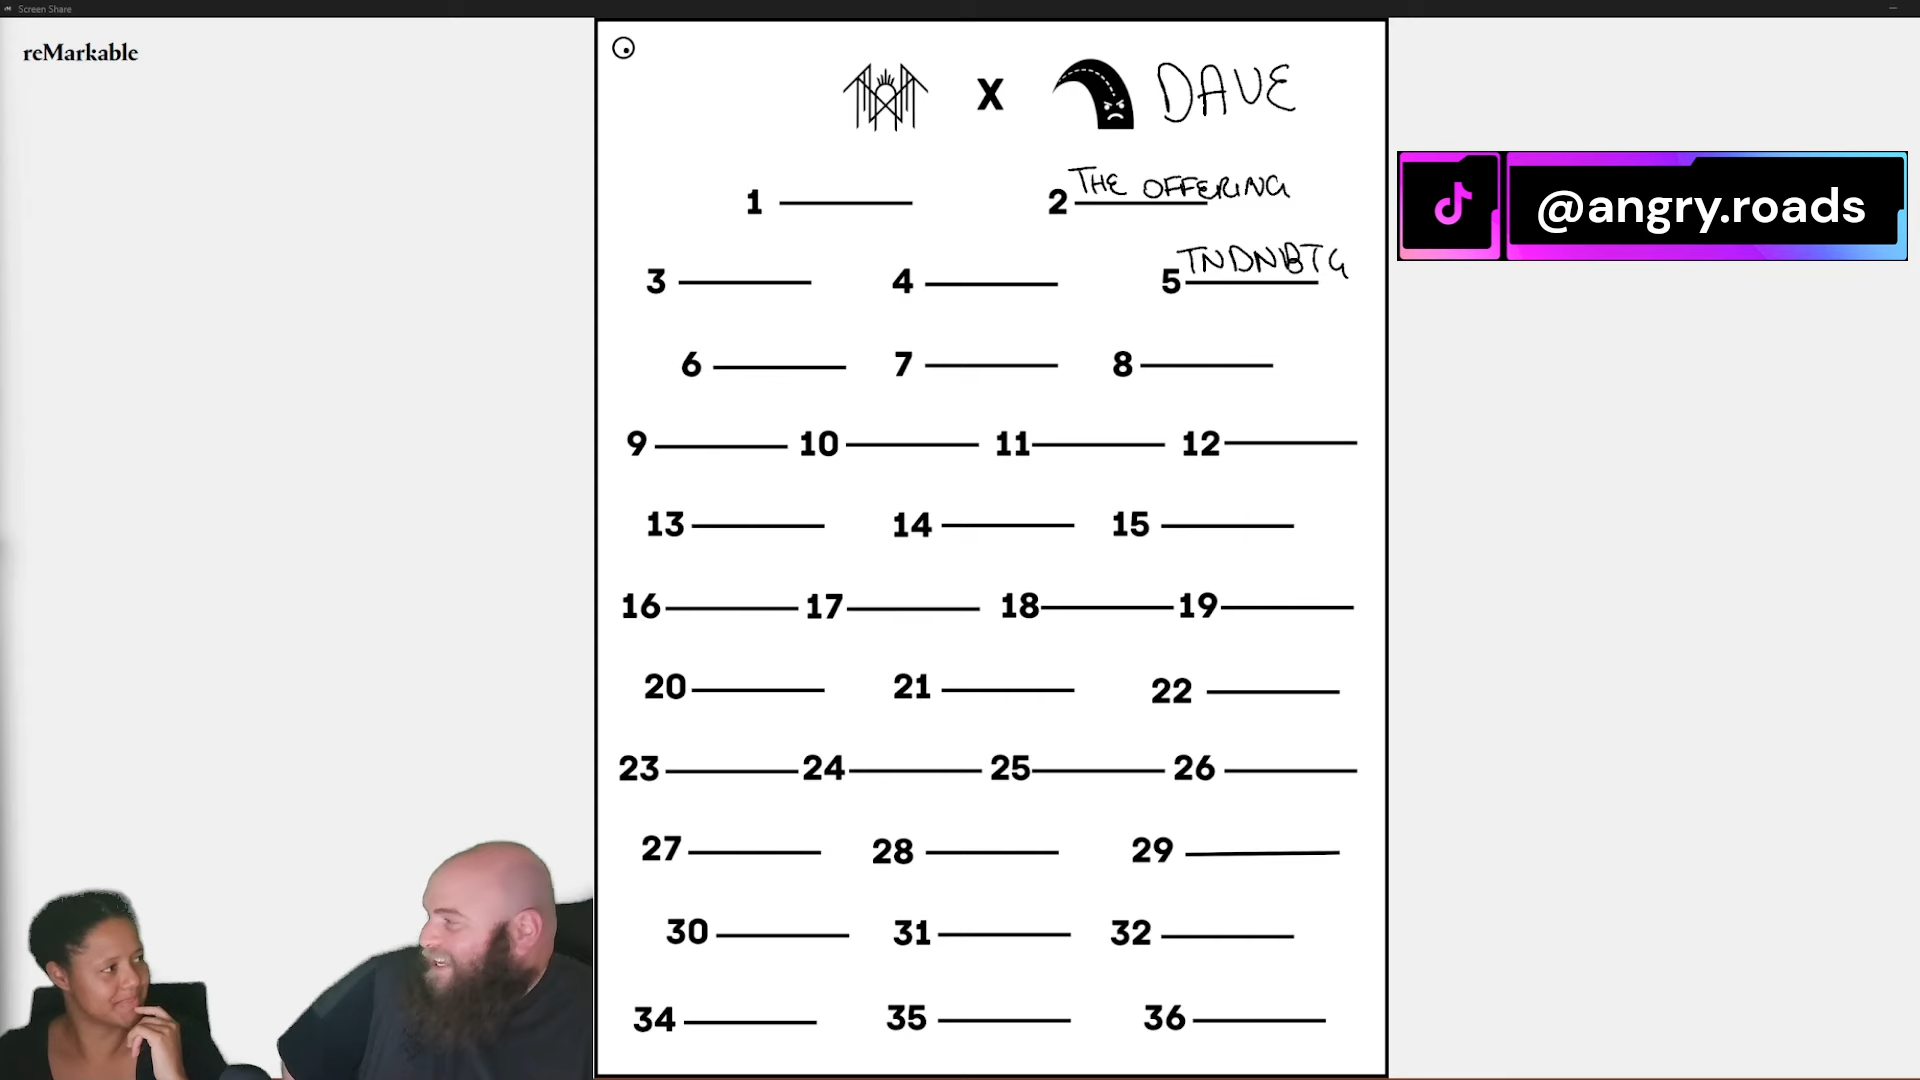 Screen Share
reMarkable
X DAVE
1 2 THE OFFERING
3 4 5 TNDNBTG
6 7 8
9 10 11 12
13 14 15
16 17 18 19
20 21 22
23 24 25 26
27 28 29
30 31 32
34 35 36
@angry.roads